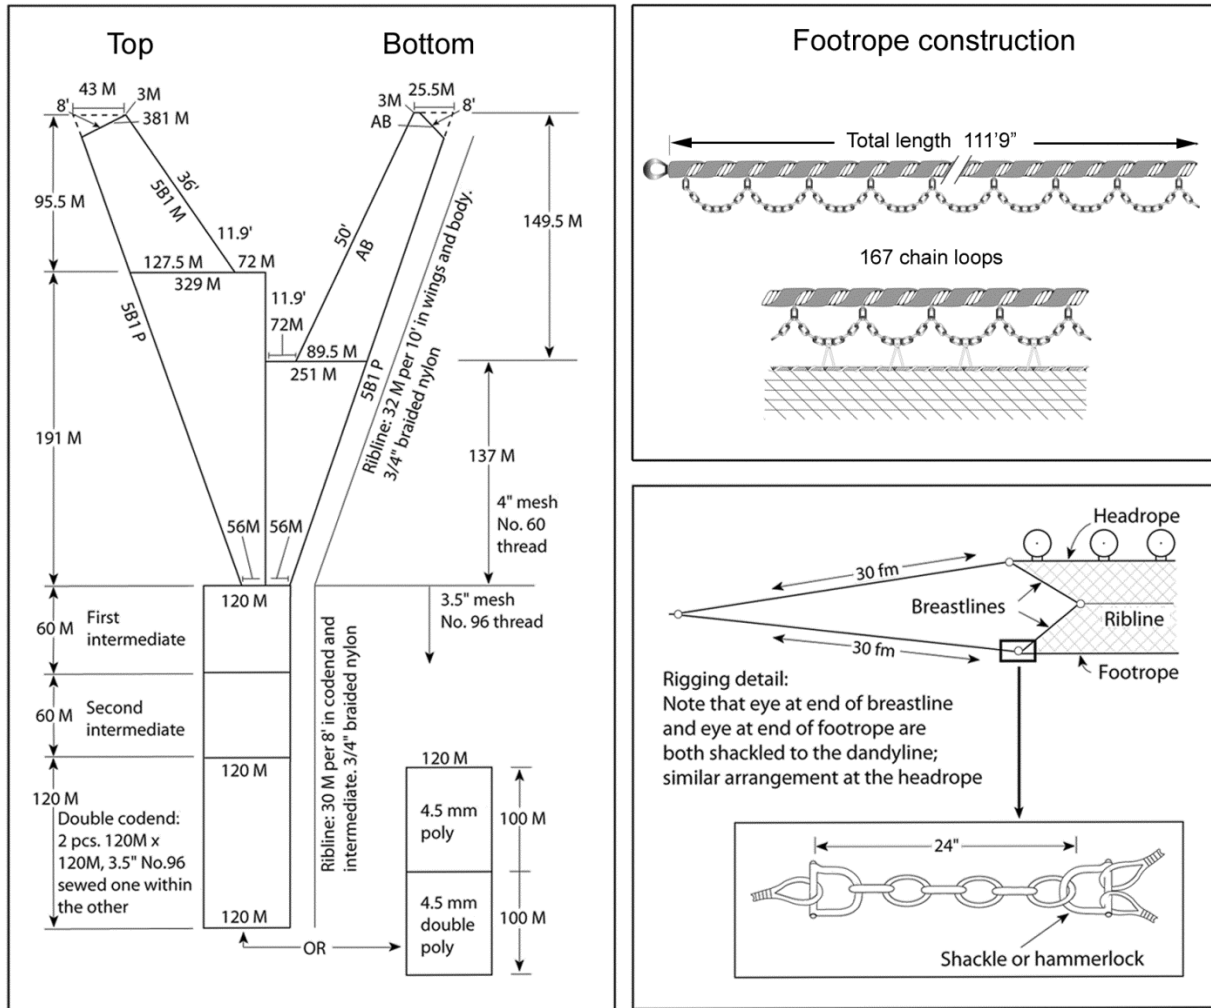 Top
Bottom
43 M
8'
3M
381 M
36'
5B1 M
95.5 M
11.9'
127.5 M
72 M
329 M
5B1 P
191 M
56M
56M
25.5M
3M
8'
AB
50'
AB
149.5 M
11.9'
72M
89.5 M
251 M
5B1 P
Ribline: 32 M per 10' in wings and body.
3/4" braided nylon
137 M
4" mesh
No. 60
thread
120 M
3.5" mesh
No. 96 thread
60 M
First
intermediate
60 M
Second
intermediate
120 M
120 M
Double codend:
2 pcs. 120M x
120M, 3.5" No.96
sewed one within
the other
120 M
Ribline: 30 M per 8' in codend and
intermediate. 3/4" braided nylon
OR
120 M
4.5 mm
poly
100 M
4.5 mm
double
poly
100 M
Footrope construction
Total length 111'9”
167 chain loops
Headrope
30 fm
Breastlines
Ribline
30 fm
Footrope
Rigging detail:
Note that eye at end of breastline
and eye at end of footrope are
both shackled to the dandyline;
similar arrangement at the headrope
24"
Shackle or hammerlock